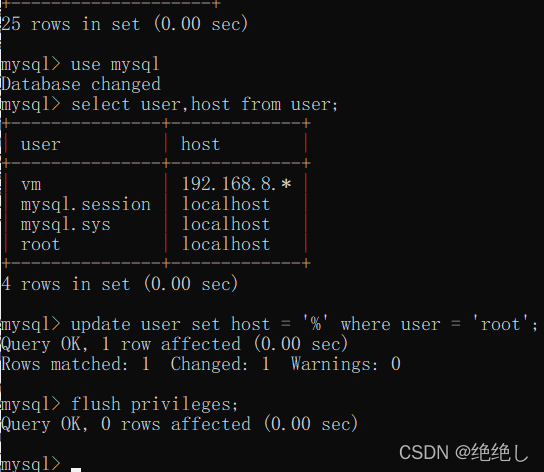 +--------------------+
25 rows in set (0.00 sec)
mysql> use mysql
Database changed
mysql> select user,host from user;
+---------------+-------------+
| user          | host        |
+---------------+-------------+
| vm            | 192.168.8.* |
| mysql.session | localhost   |
| mysql.sys     | localhost   |
| root          | localhost   |
+---------------+-------------+
4 rows in set (0.00 sec)
mysql> update user set host = '%' where user = 'root';
Query OK, 1 row affected (0.00 sec)
Rows matched: 1  Changed: 1  Warnings: 0
mysql> flush privileges;
Query OK, 0 rows affected (0.00 sec)
mysql>
CSDN @绝绝し